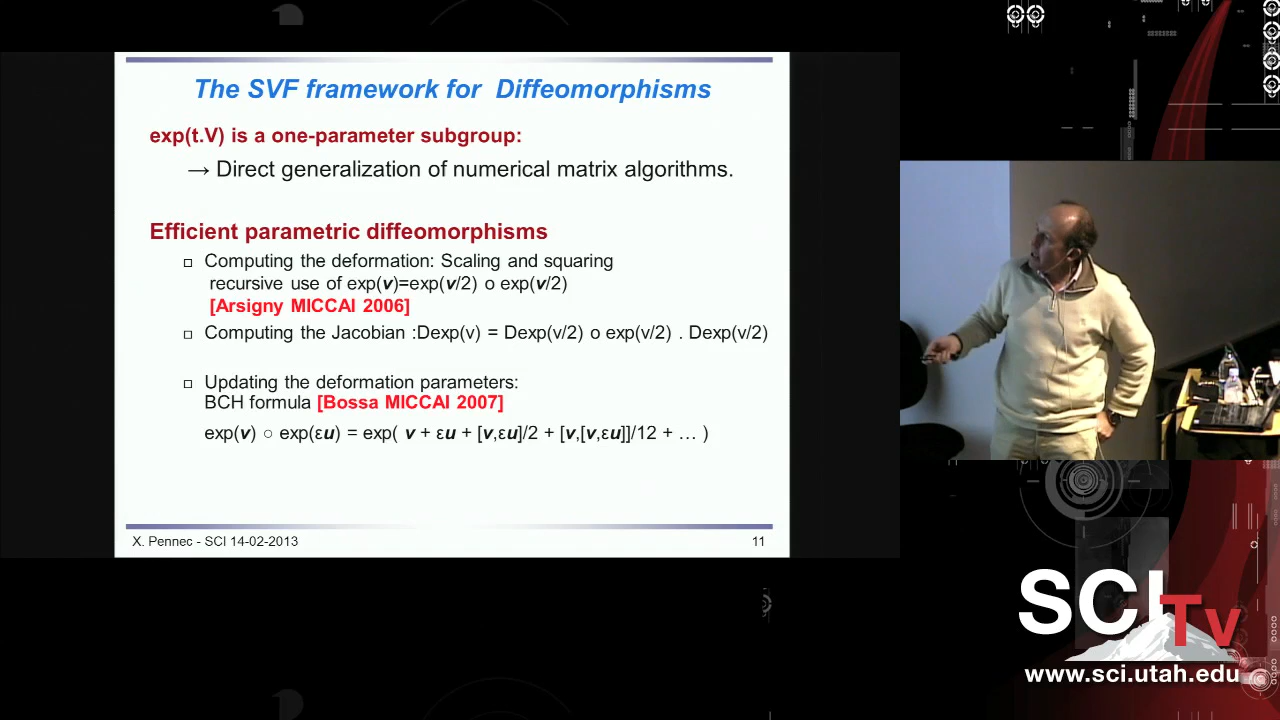 The SVF framework for Diffeomorphisms
exp(t.V) is a one-parameter subgroup:
→ Direct generalization of numerical matrix algorithms.
Efficient parametric diffeomorphisms
Computing the deformation: Scaling and squaring
recursive use of exp(v)=exp(v/2) o exp(v/2)
[Arsigny MICCAI 2006]
Computing the Jacobian :Dexp(v) = Dexp(v/2) o exp(v/2) . Dexp(v/2)
Updating the deformation parameters:
BCH formula [Bossa MICCAI 2007]
exp(v) ○ exp(εu) = exp( v + εu + [v,εu]/2 + [v,[v,εu]]/12 + … )
X. Pennec - SCI 14-02-2013
11
SCI TV
www.sci.utah.edu